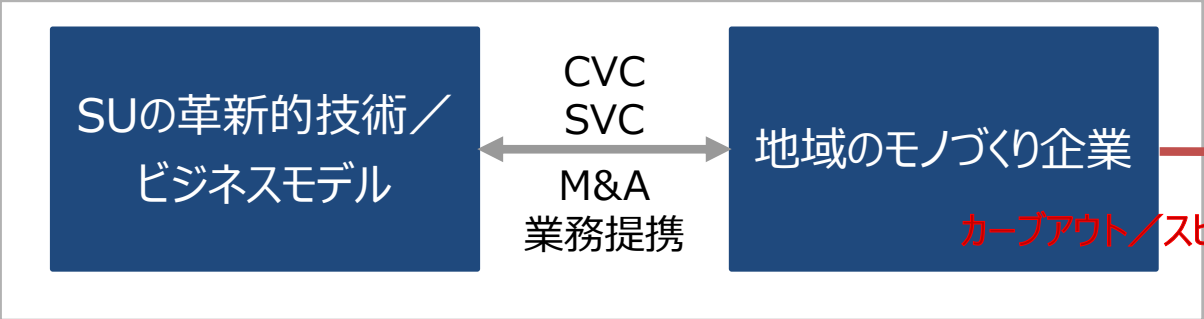 SUの革新的技術／
ビジネスモデル
CVC
SVC
M&A
業務提携
地域のモノづくり企業
カーブアウト／スピ